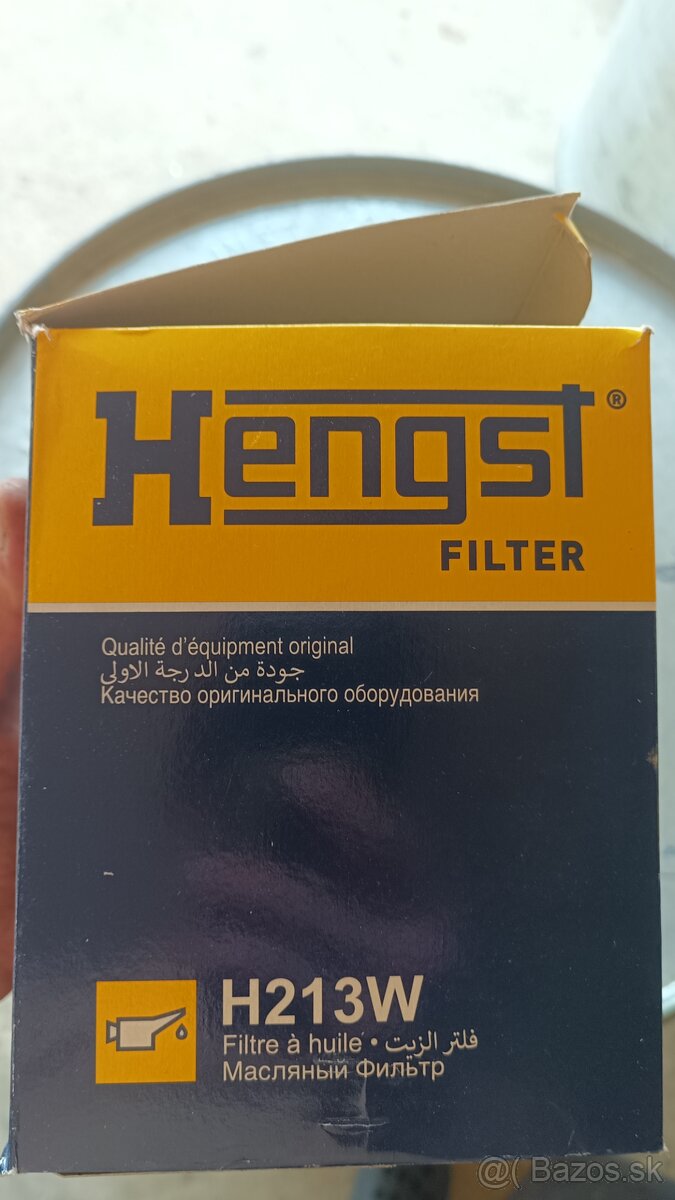 Hengst®
FILTER
Qualité d'équipment original
جودة من الدرجة الاولى
Качество оригинального оборудования
H213W
Filtre à huile • فلتر الزيت
Масляный Фильтр
@( Bazos.sk